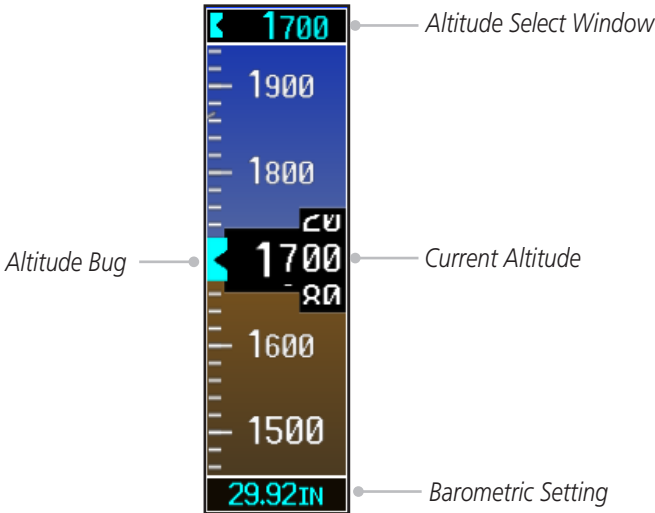 1700
Altitude Select Window
1900
1800
20
Altitude Bug
1700
Current Altitude
80
1600
1500
29.92IN
Barometric Setting